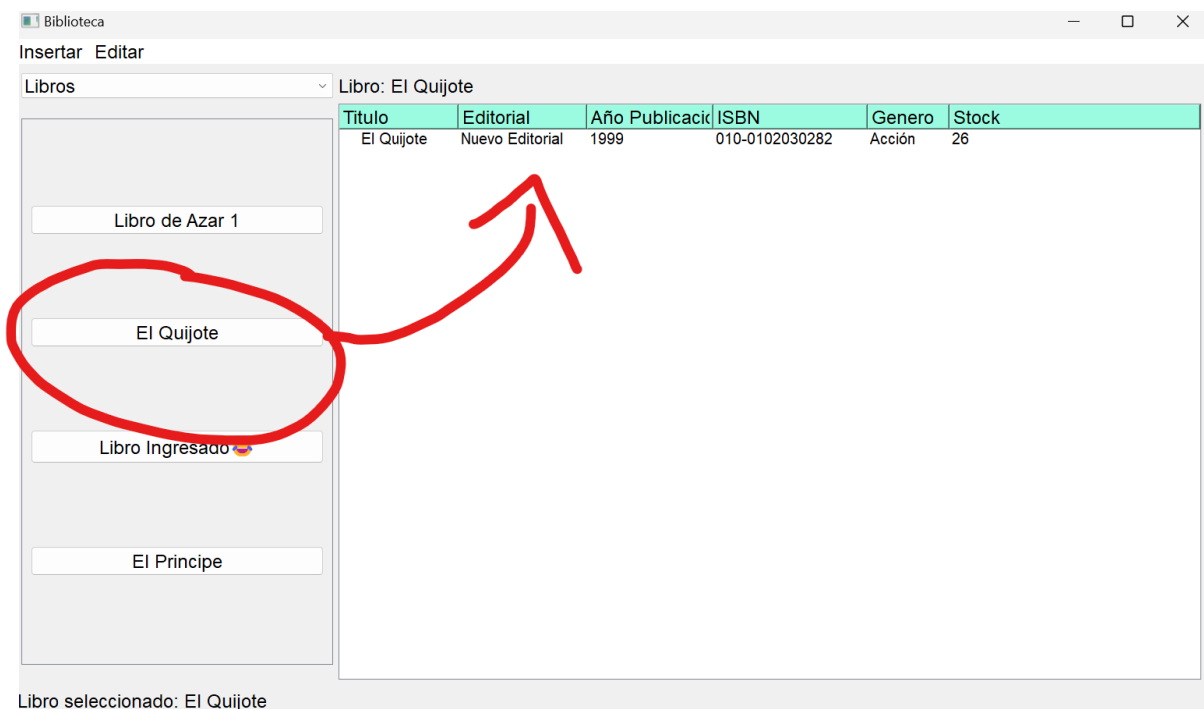 Biblioteca
Insertar Editar
Libros
Libro: El Quijote
Titulo Editorial Año Publicacic ISBN Genero Stock
El Quijote Nuevo Editorial 1999 010-0102030282 Acción 26
Libro de Azar 1
El Quijote
Libro Ingresado😂
El Principe
Libro seleccionado: El Quijote